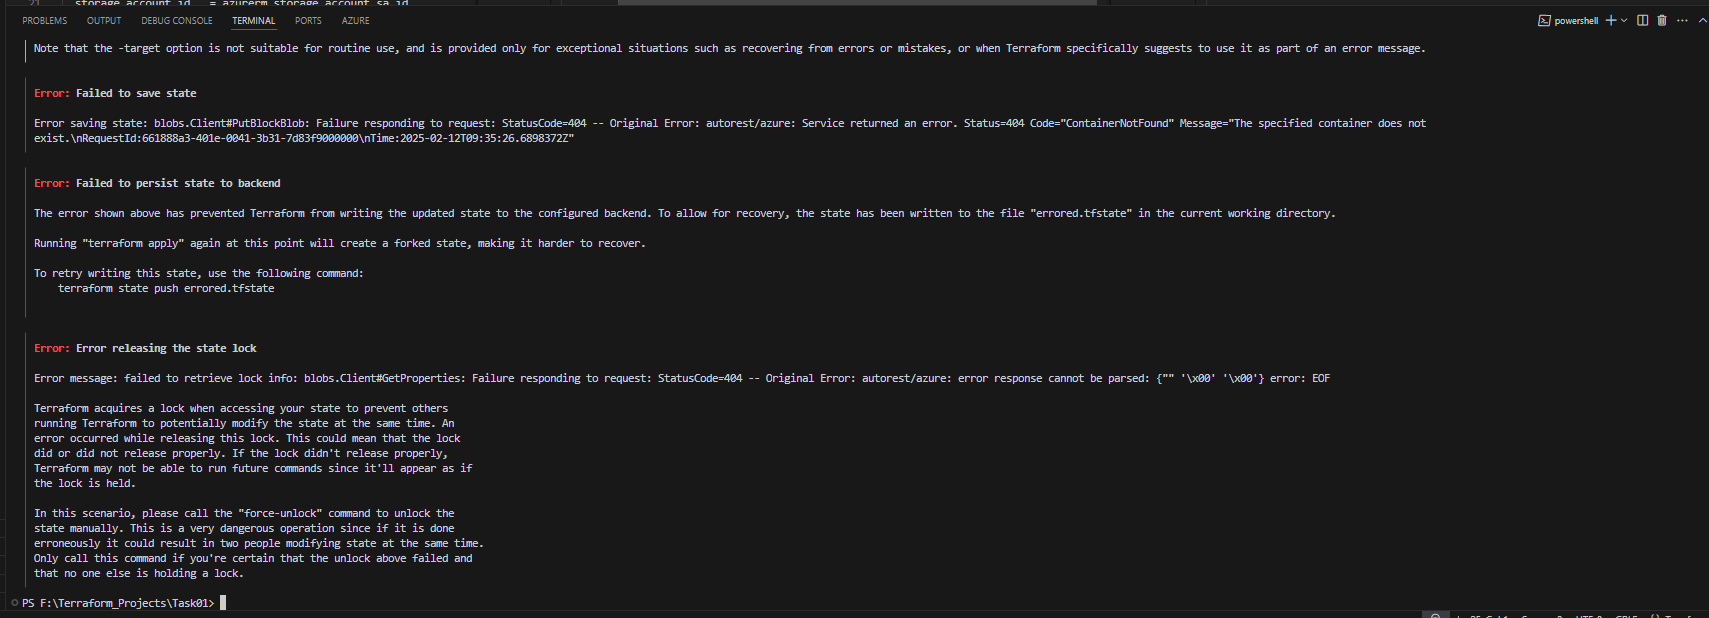 21 storage_account_id = azurerm_storage_account.sa.id
PROBLEMS OUTPUT DEBUG CONSOLE TERMINAL PORTS AZURE powershell
Note that the -target option is not suitable for routine use, and is provided only for exceptional situations such as recovering from errors or mistakes, or when Terraform specifically suggests to use it as part of an error message.
Error: Failed to save state
Error saving state: blobs.Client#PutBlockBlob: Failure responding to request: StatusCode=404 -- Original Error: autorest/azure: Service returned an error. Status=404 Code="ContainerNotFound" Message="The specified container does not
exist.\nRequestId:661888a3-401e-0041-3b31-7d83f9000000\nTime:2025-02-12T09:35:26.6898372Z"
Error: Failed to persist state to backend
The error shown above has prevented Terraform from writing the updated state to the configured backend. To allow for recovery, the state has been written to the file "errored.tfstate" in the current working directory.
Running "terraform apply" again at this point will create a forked state, making it harder to recover.
To retry writing this state, use the following command:
terraform state push errored.tfstate
Error: Error releasing the state lock
Error message: failed to retrieve lock info: blobs.Client#GetProperties: Failure responding to request: StatusCode=404 -- Original Error: autorest/azure: error response cannot be parsed: {"" '\x00' '\x00'} error: EOF
Terraform acquires a lock when accessing your state to prevent others
running Terraform to potentially modify the state at the same time. An
error occurred while releasing this lock. This could mean that the lock
did or did not release properly. If the lock didn't release properly,
Terraform may not be able to run future commands since it'll appear as if
the lock is held.
In this scenario, please call the "force-unlock" command to unlock the
state manually. This is a very dangerous operation since if it is done
erroneously it could result in two people modifying state at the same time.
Only call this command if you're certain that the unlock above failed and
that no one else is holding a lock.
PS F:\Terraform_Projects\Task01>